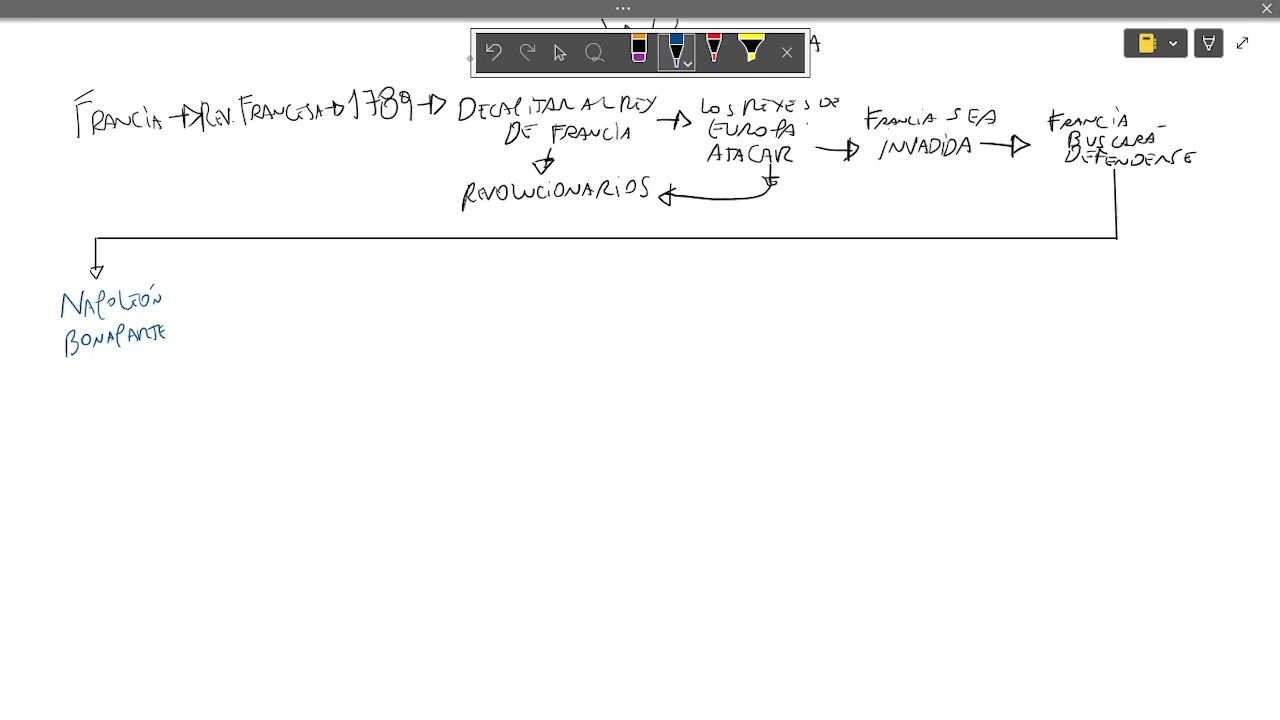 FRANCIA → REV. FRANCESA → 1789 → DECAPITAR AL REY
DE FRANCIA
→ LOS REYES DE
EUROPA
ATACAR
→ FRANCIA SEA
INVADIDA
→ FRANCIA
BUSCARÁ
DEFENDERSE
REVOLUCIONARIOS
NAPOLEÓN
BONAPARTE